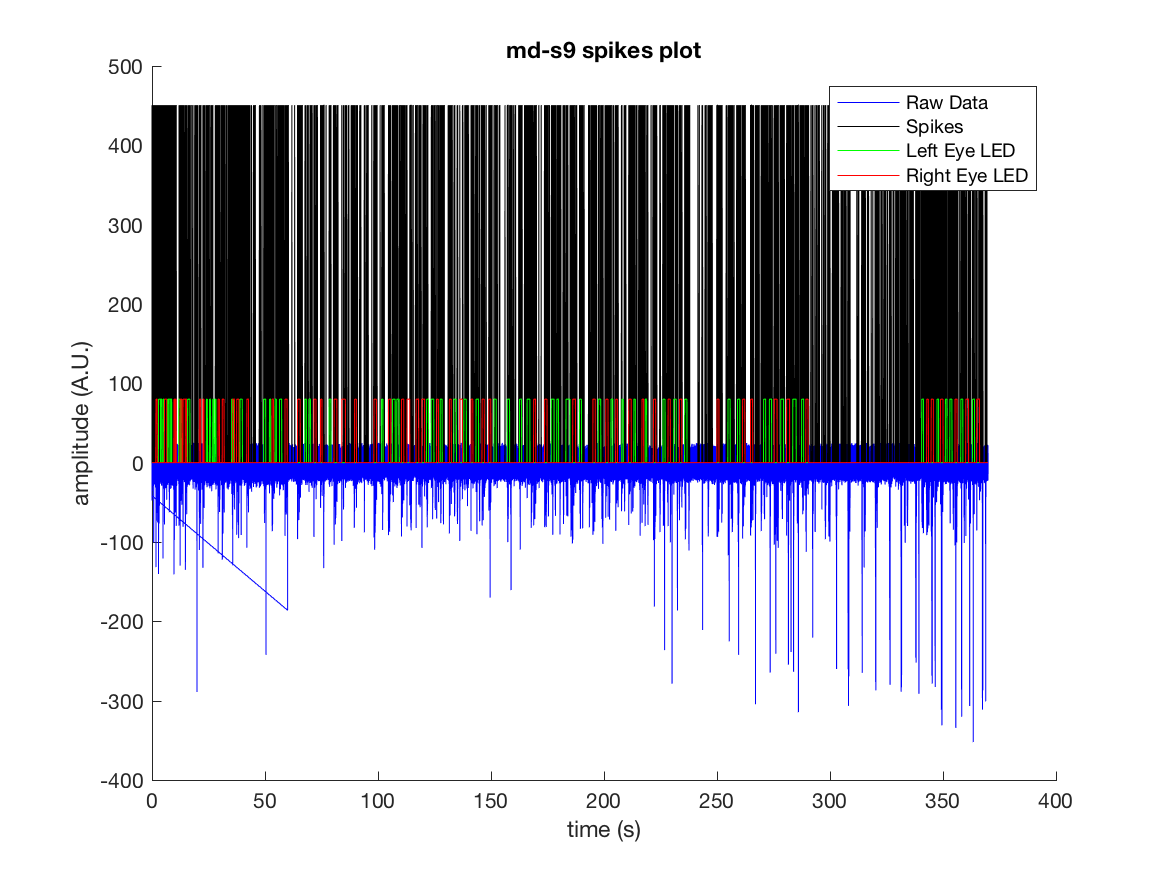 md-s9 spikes plot
500
400
300
200
100
0
-100
-200
-300
-400
amplitude (A.U.)
Raw Data
Spikes
Left Eye LED
Right Eye LED
0 50 100 150 200 250 300 350 400
time (s)